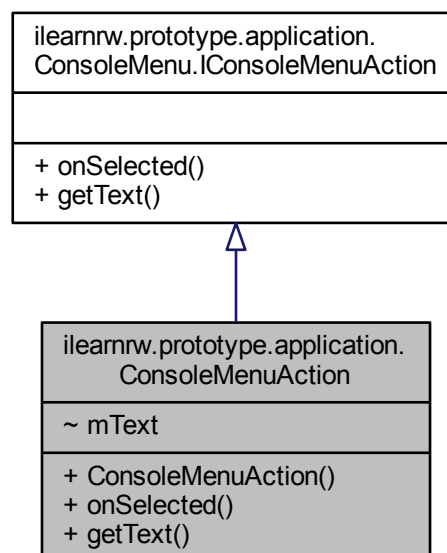 ilearnrw.prototype.application.
ConsoleMenu.IConsoleMenuAction
+ onSelected()
+ getText()
ilearnrw.prototype.application.
ConsoleMenuAction
~ mText
+ ConsoleMenuAction()
+ onSelected()
+ getText()